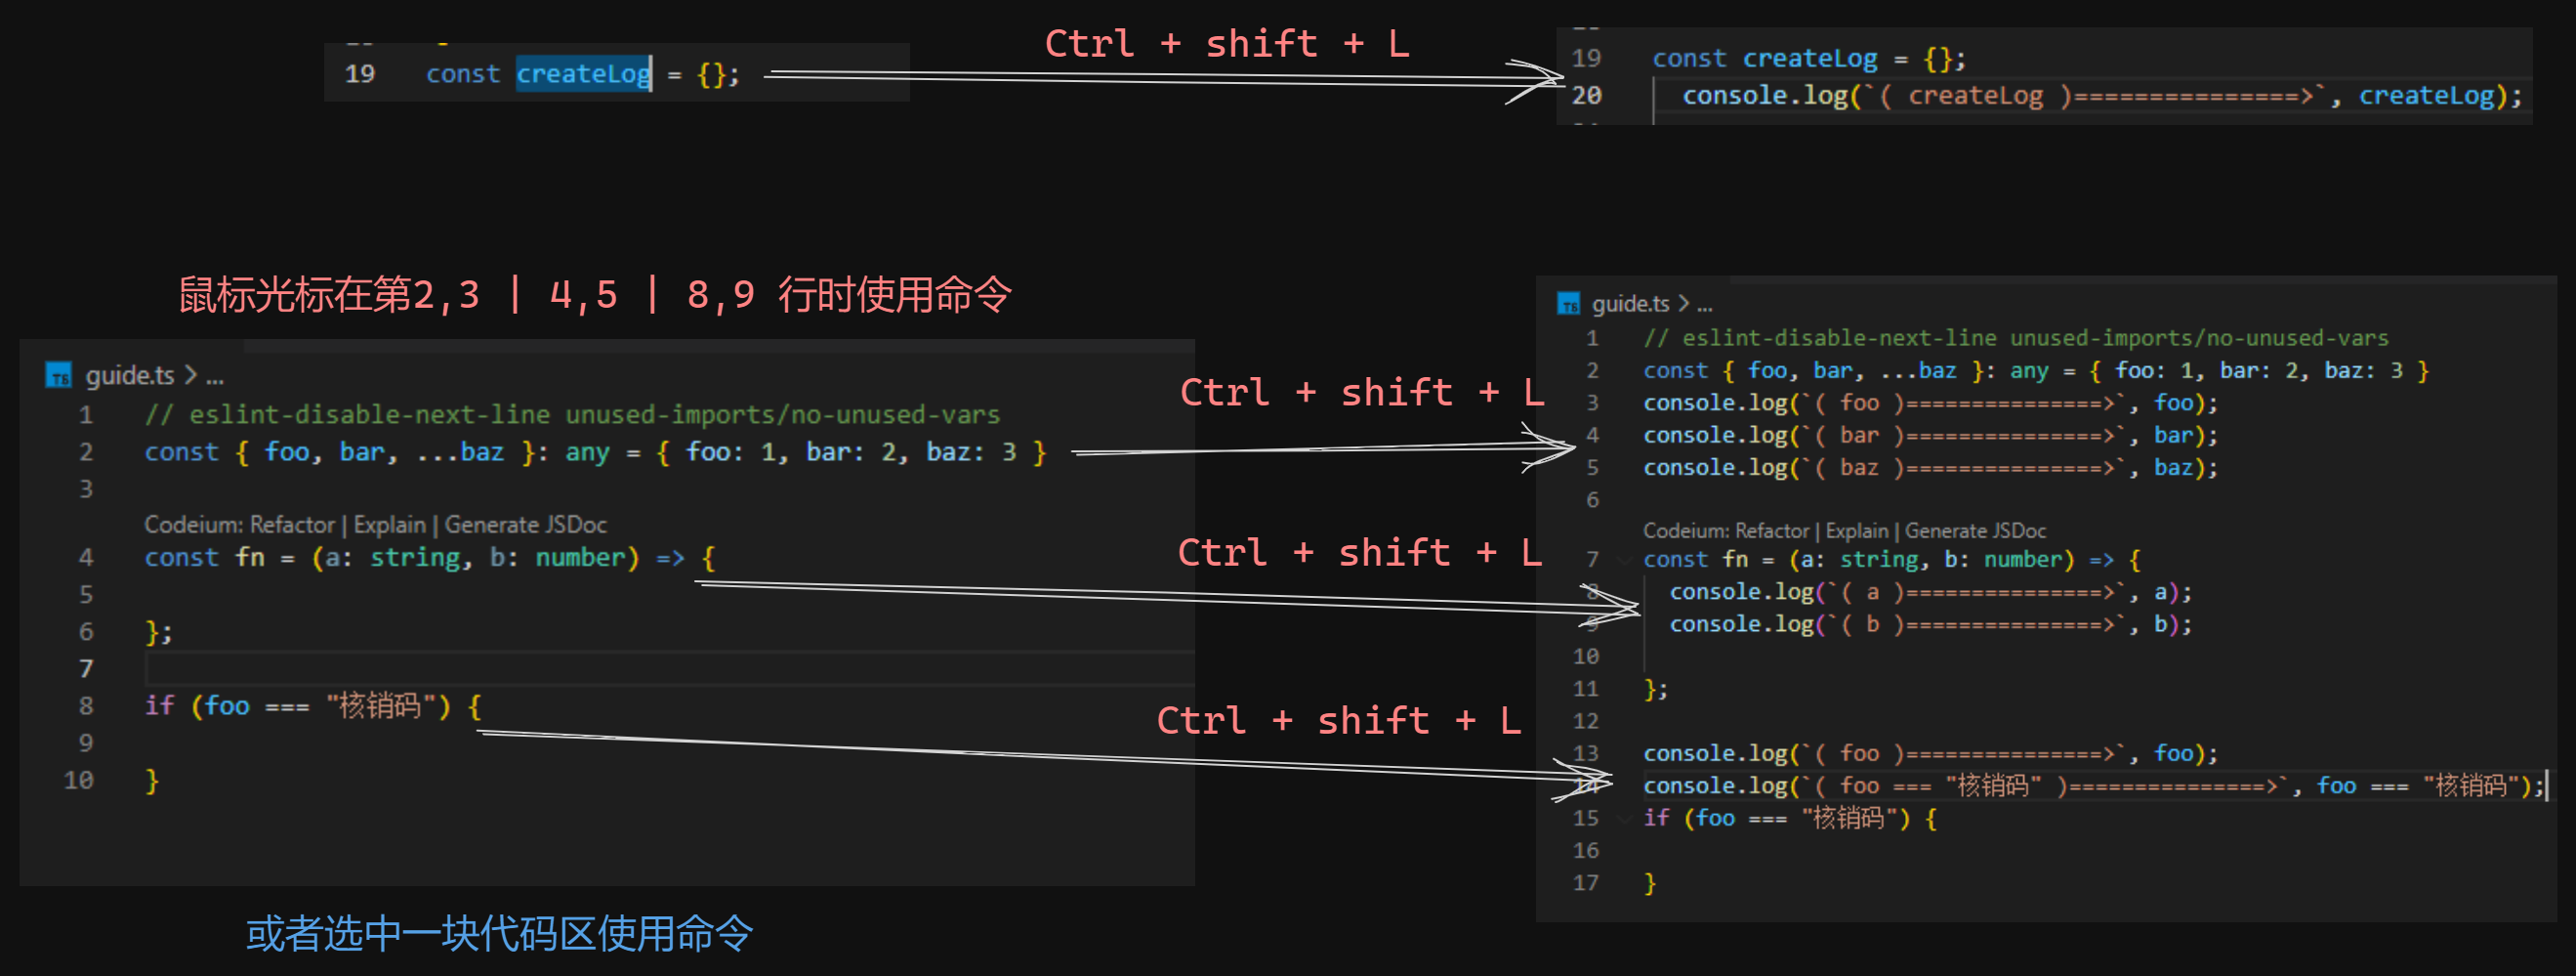 Ctrl + shift + L
19 const createLog = {};
19 const createLog = {};
20 console.log(`( createLog )===============>`, createLog);
鼠标光标在第2,3 | 4,5 | 8,9 行时使用命令
TS guide.ts > ...
1 // eslint-disable-next-line unused-imports/no-unused-vars
2 const { foo, bar, ...baz }: any = { foo: 1, bar: 2, baz: 3 }
3
Codeium: Refactor | Explain | Generate JSDoc
4 const fn = (a: string, b: number) => {
5
6 };
7
8 if (foo === "核销码") {
9
10 }
或者选中一块代码区使用命令
Ctrl + shift + L
Ctrl + shift + L
Ctrl + shift + L
TS guide.ts > ...
1 // eslint-disable-next-line unused-imports/no-unused-vars
2 const { foo, bar, ...baz }: any = { foo: 1, bar: 2, baz: 3 }
3 console.log(`( foo )===============>`, foo);
4 console.log(`( bar )===============>`, bar);
5 console.log(`( baz )===============>`, baz);
6
Codeium: Refactor | Explain | Generate JSDoc
7 const fn = (a: string, b: number) => {
8 console.log(`( a )===============>`, a);
9 console.log(`( b )===============>`, b);
10
11 };
12
13 console.log(`( foo )===============>`, foo);
14 console.log(`( foo === "核销码" )===============>`, foo === "核销码");
15 if (foo === "核销码") {
16
17 }